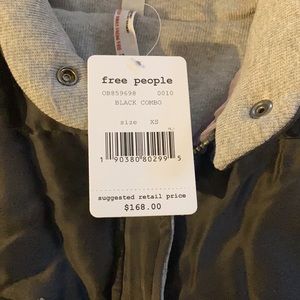 free people
OB859698 0010
BLACK COMBO
size XS
1 90380 80299 5
suggested retail price
$168.00